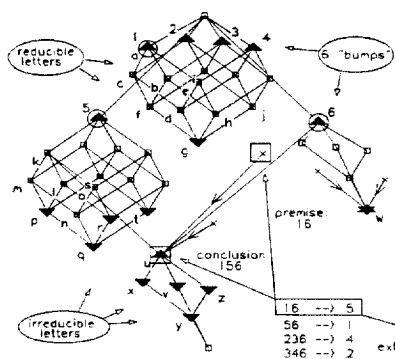 1
2
3
4
reducible
letters
a
6 "bumps"
c
b
e
f
d
h
j
g
5
6
k
m
l
s
o
p
n
r
t
q
w
premise:
16
conclusion
156
u
x
v
z
y
irreducible
letters
16 --> 5
56 --> 1
236 --> 4
346 --> 2